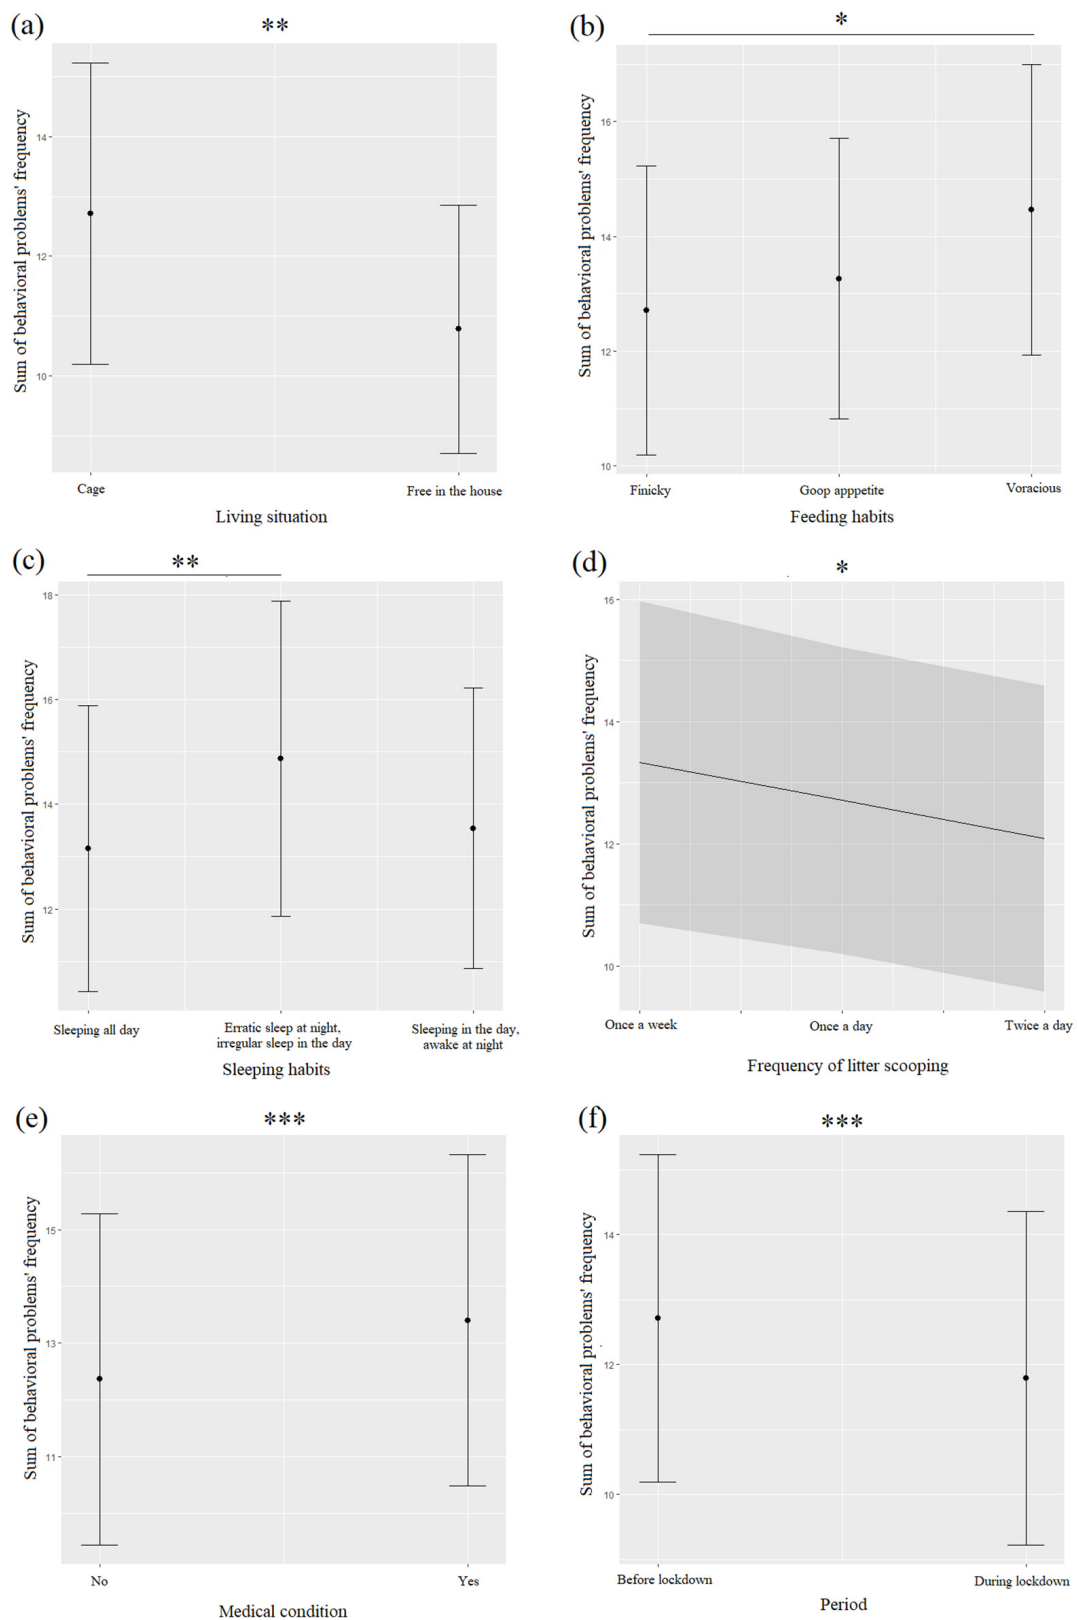 (a)
**
Sum of behavioral problems' frequency
14
12
10
Cage
Free in the house
Living situation
(b)
*
Sum of behavioral problems' frequency
16
14
12
10
Finicky
Goop apppetite
Voracious
Feeding habits
(c)
**
Sum of behavioral problems' frequency
18
16
14
12
Sleeping all day
Erratic sleep at night,
irregular sleep in the day
Sleeping in the day,
awake at night
Sleeping habits
(d)
*
Sum of behavioral problems' frequency
16
14
12
10
Once a week
Once a day
Twice a day
Frequency of litter scooping
(e)
***
Sum of behavioral problems' frequency
15
13
11
No
Yes
Medical condition
(f)
***
Sum of behavioral problems' frequency
14
12
10
Before lockdown
During lockdown
Period